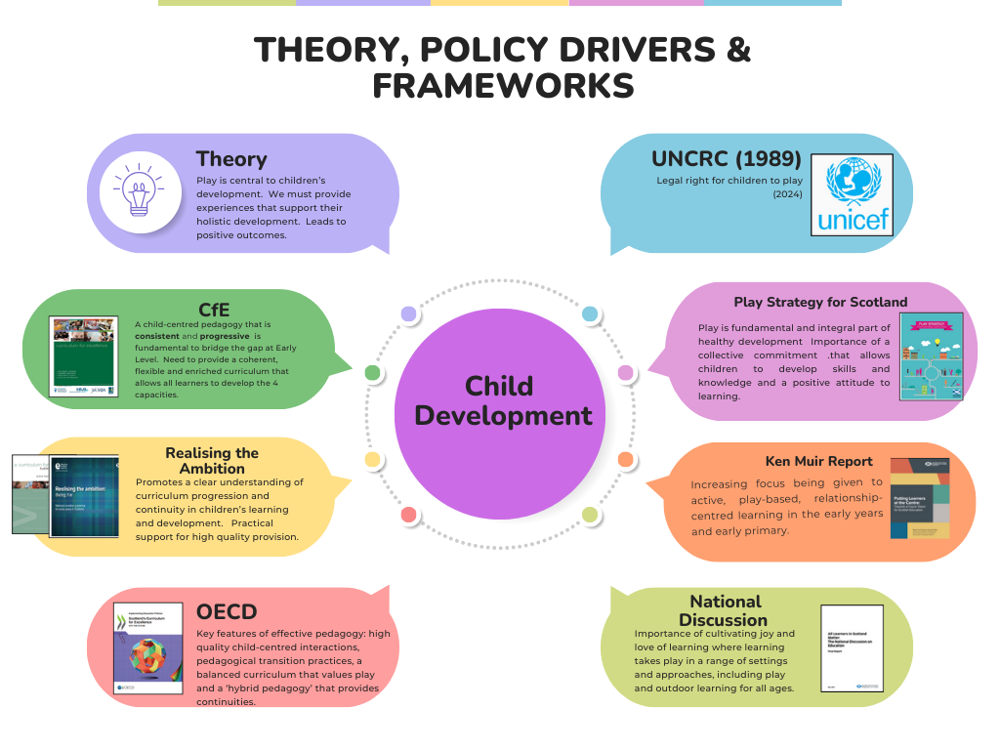 THEORY, POLICY DRIVERS &
FRAMEWORKS
Theory
Play is central to children's
development. We must provide
experiences that support their
holistic development. Leads to
positive outcomes.
UNCRC (1989)
Legal right for children to play
(2024)
unicef
CfE
A child-centred pedagogy that is
consistent and progressive is
fundamental to bridge the gap at Early
Level. Need to provide a coherent,
flexible and enriched curriculum that
allows all learners to develop the 4
capacities.
curriculum for excellence
Play Strategy for Scotland
Play is fundamental and integral part of
healthy development Importance of a
collective commitment .that allows
children to develop skills and
knowledge and a positive attitude to
learning.
PLAY STRATEGY
Child
Development
Realising the
Ambition
Promotes a clear understanding of
curriculum progression and
continuity in children's learning
and development. Practical
support for high quality provision.
Realising the ambition:
Being me
Ken Muir Report
Increasing focus being given to
active, play-based, relationship-
centred learning in the early years
and early primary.
Putting Learners
at the Centre:
OECD
Key features of effective pedagogy: high
quality child-centred interactions,
pedagogical transition practices, a
balanced curriculum that values play
and a 'hybrid pedagogy' that provides
continuities.
Scotland's Curriculum
for Excellence
National
Discussion
Importance of cultivating joy and
love of learning where learning
takes play in a range of settings
and approaches, including play
and outdoor learning for all ages.
All Learners in Scotland
Matter:
The National Discussion on
Education